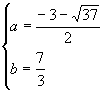 a = (−3 − √37)/2
b = 7/3